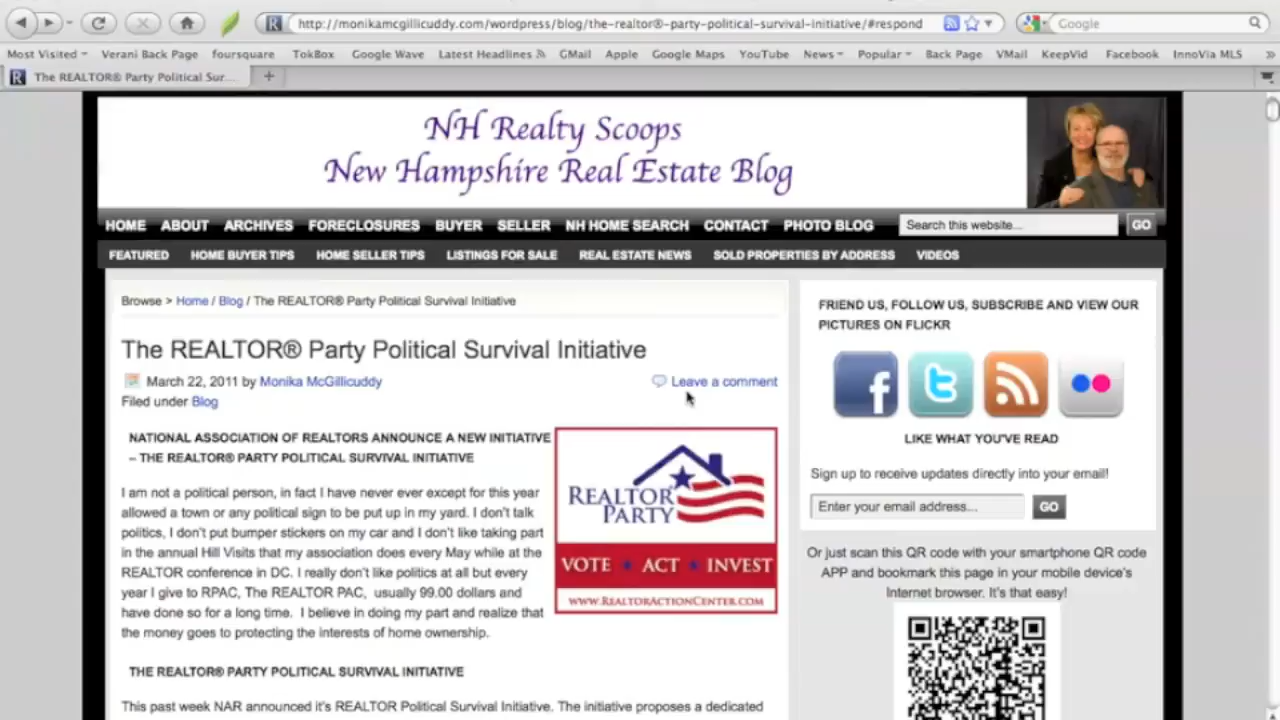 http://monikamcgillicuddy.com/wordpress/blog/the-realtor®-party-political-survival-initiative/#respond
Google
Most Visited Verani Back Page foursquare TokBox Google Wave Latest Headlines GMail Apple Google Maps YouTube News Popular Back Page VMail KeepVid Facebook InnoVia MLS »
R The REALTOR® Party Political Sur... +
NH Realty Scoops
New Hampshire Real Estate Blog
HOME ABOUT ARCHIVES FORECLOSURES BUYER SELLER NH HOME SEARCH CONTACT PHOTO BLOG Search this website... GO
FEATURED HOME BUYER TIPS HOME SELLER TIPS LISTINGS FOR SALE REAL ESTATE NEWS SOLD PROPERTIES BY ADDRESS VIDEOS
Browse > Home / Blog / The REALTOR® Party Political Survival Initiative
The REALTOR® Party Political Survival Initiative
March 22, 2011 by Monika McGillicuddy
Leave a comment
Filed under Blog
NATIONAL ASSOCIATION OF REALTORS ANNOUNCE A NEW INITIATIVE
– THE REALTOR® PARTY POLITICAL SURVIVAL INITIATIVE
I am not a political person, in fact I have never ever except for this year
allowed a town or any political sign to be put up in my yard. I don't talk
politics, I don't put bumper stickers on my car and I don't like taking part
in the annual Hill Visits that my association does every May while at the
REALTOR conference in DC. I really don't like politics at all but every
year I give to RPAC, The REALTOR PAC, usually 99.00 dollars and
have done so for a long time. I believe in doing my part and realize that
the money goes to protecting the interests of home ownership.
REALTOR
PARTY
VOTE ACT INVEST
WWW.REALTORACTIONCENTER.COM
THE REALTOR® PARTY POLITICAL SURVIVAL INITIATIVE
This past week NAR announced it's REALTOR Political Survival Initiative. The initiative proposes a dedicated
FRIEND US, FOLLOW US, SUBSCRIBE AND VIEW OUR
PICTURES ON FLICKR
LIKE WHAT YOU'VE READ
Sign up to receive updates directly into your email!
Enter your email address... GO
Or just scan this QR code with your smartphone QR code
APP and bookmark this page in your mobile device's
Internet browser. It's that easy!